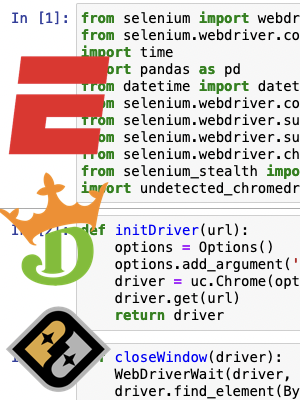 In [1]:
from selenium import webdr
from selenium.webdriver.co
import time
import pandas as pd
from datetime import datet
from selenium.webdriver.co
from selenium.webdriver.su
from selenium.webdriver.su
from selenium.webdriver.ch
from selenium_stealth impo
import undetected_chromedr
def initDriver(url):
options = Options()
options.add_argument('
driver = uc.Chrome(opt
driver.get(url)
return driver
closeWindow(driver):
WebDriverWait(driver,
driver.find_element(By